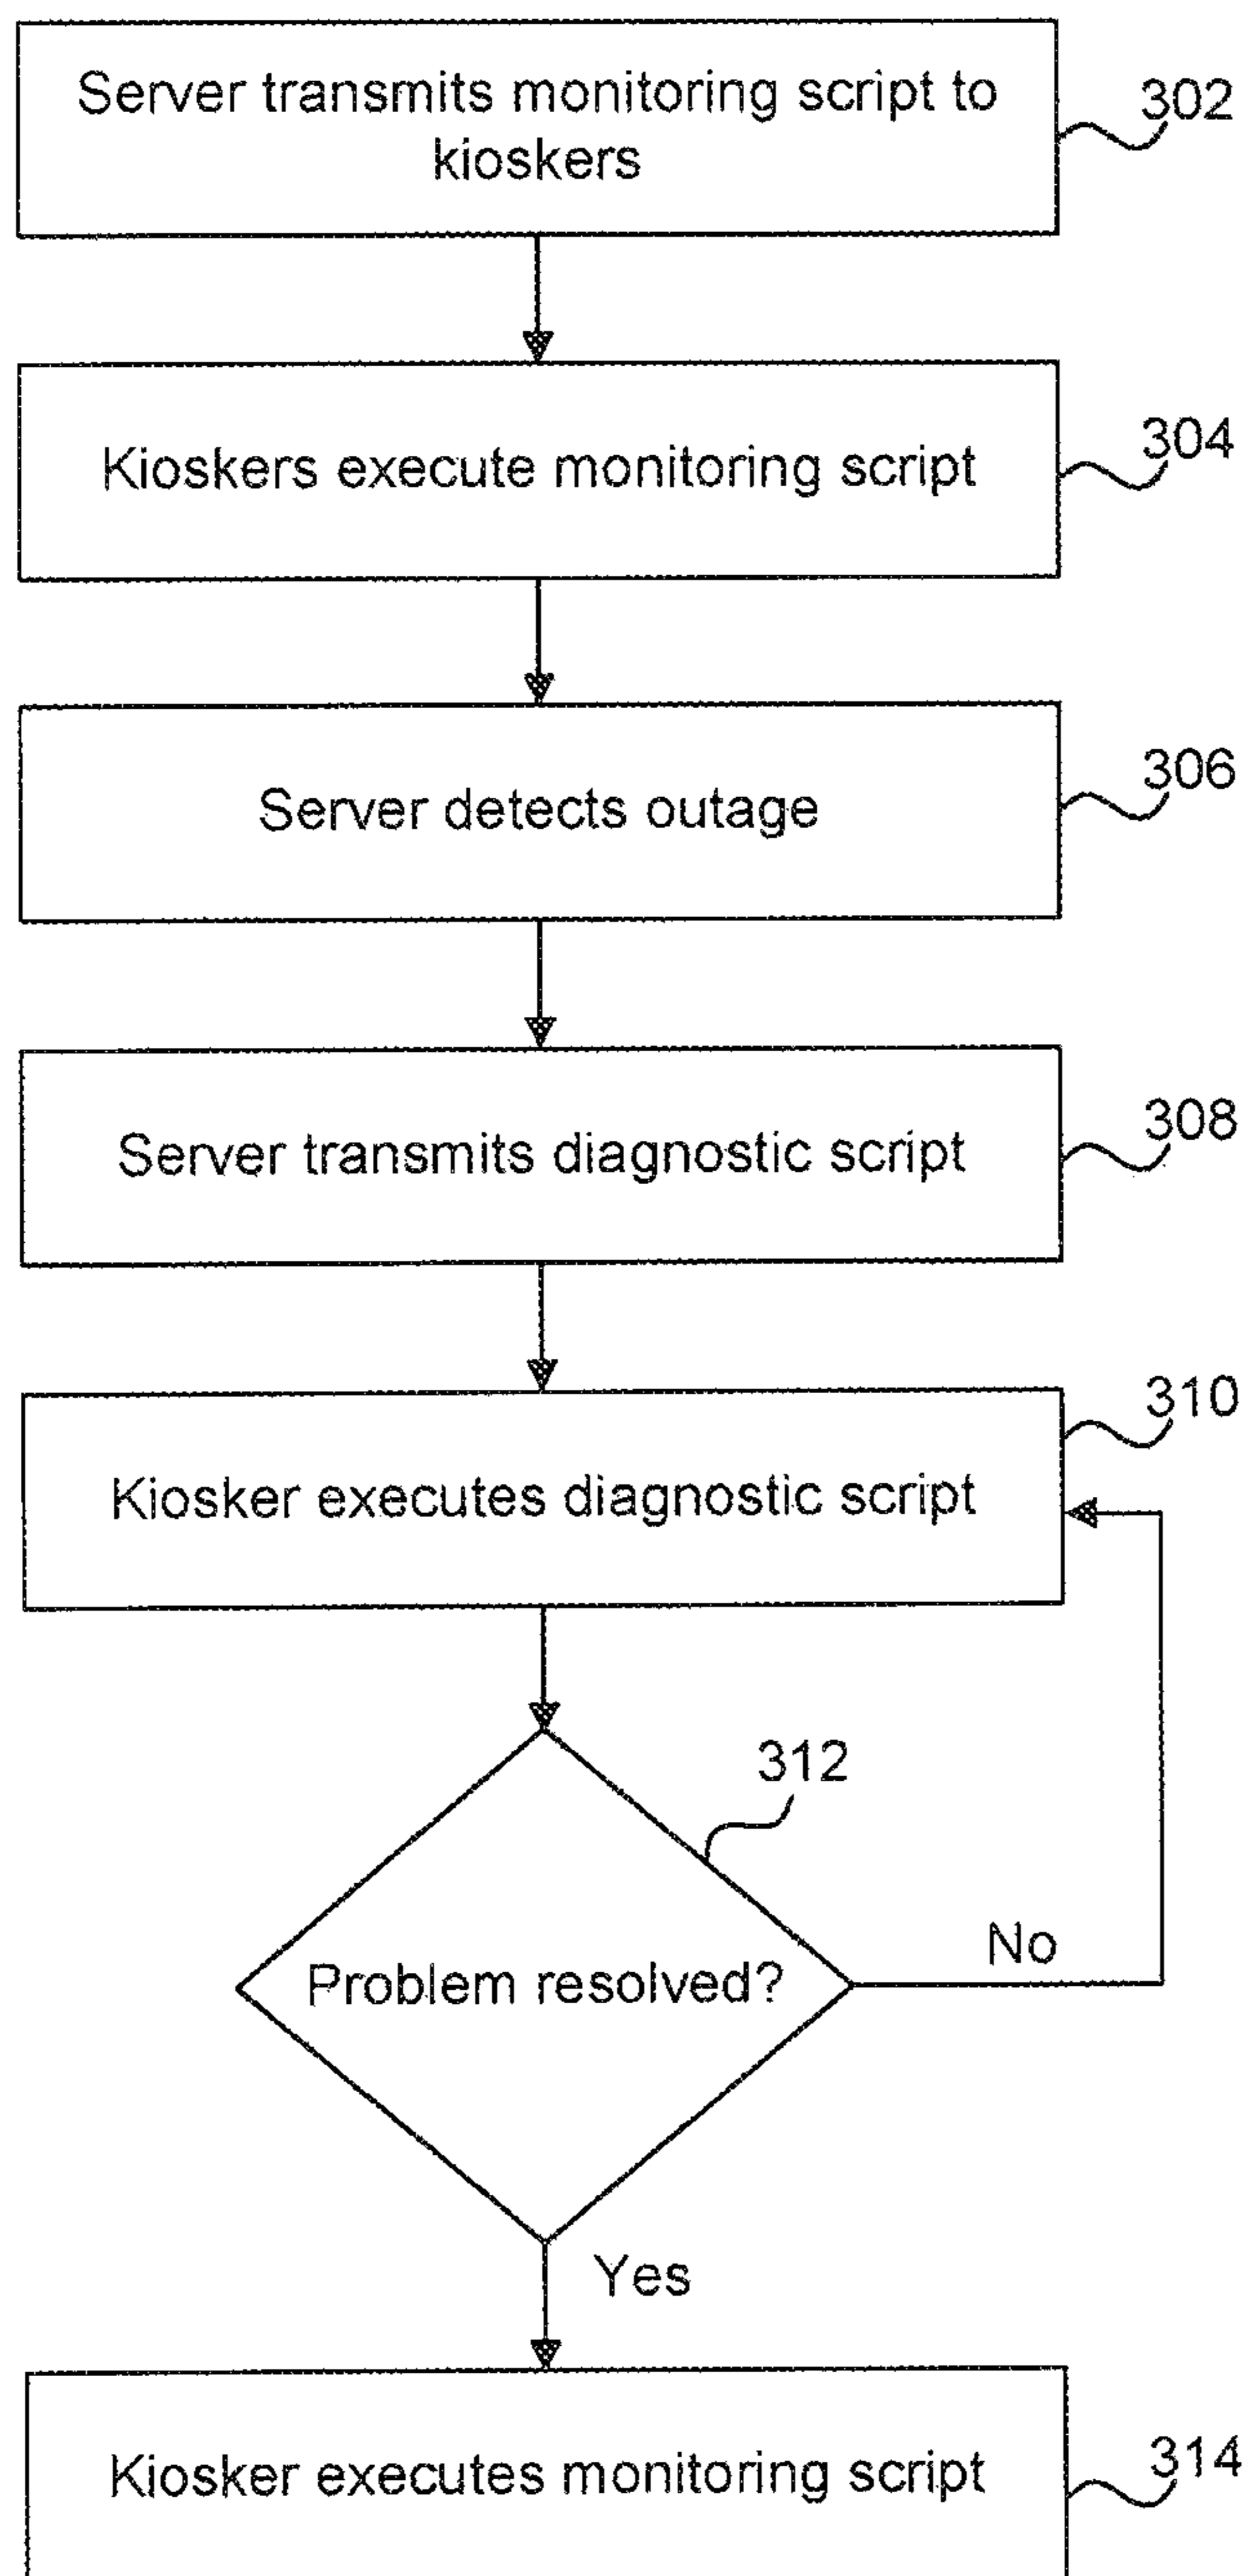 Server transmits monitoring script to
kioskers
302
Kioskers execute monitoring script
304
Server detects outage
306
Server transmits diagnostic script
308
Kiosker executes diagnostic script
310
312
Problem resolved?
No
Yes
Kiosker executes monitoring script
314